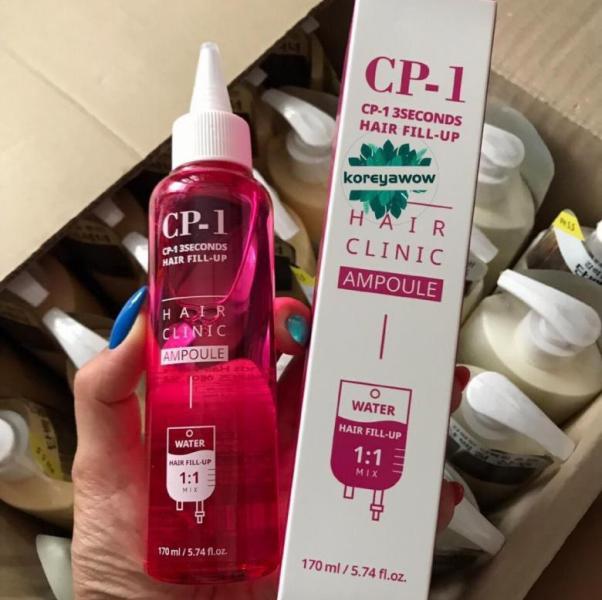 CP-1
CP-1 3SECONDS
HAIR FILL-UP
HAIR
CLINIC
AMPOULE
WATER
HAIR FILL-UP
1:1
MIX
170 ml / 5.74 fl.oz.
CP-1
CP-1 3SECONDS
HAIR FILL-UP
koreyawow
HAIR
CLINIC
AMPOULE
WATER
HAIR FILL-UP
1:1
MIX
170 ml / 5.74 fl.oz.